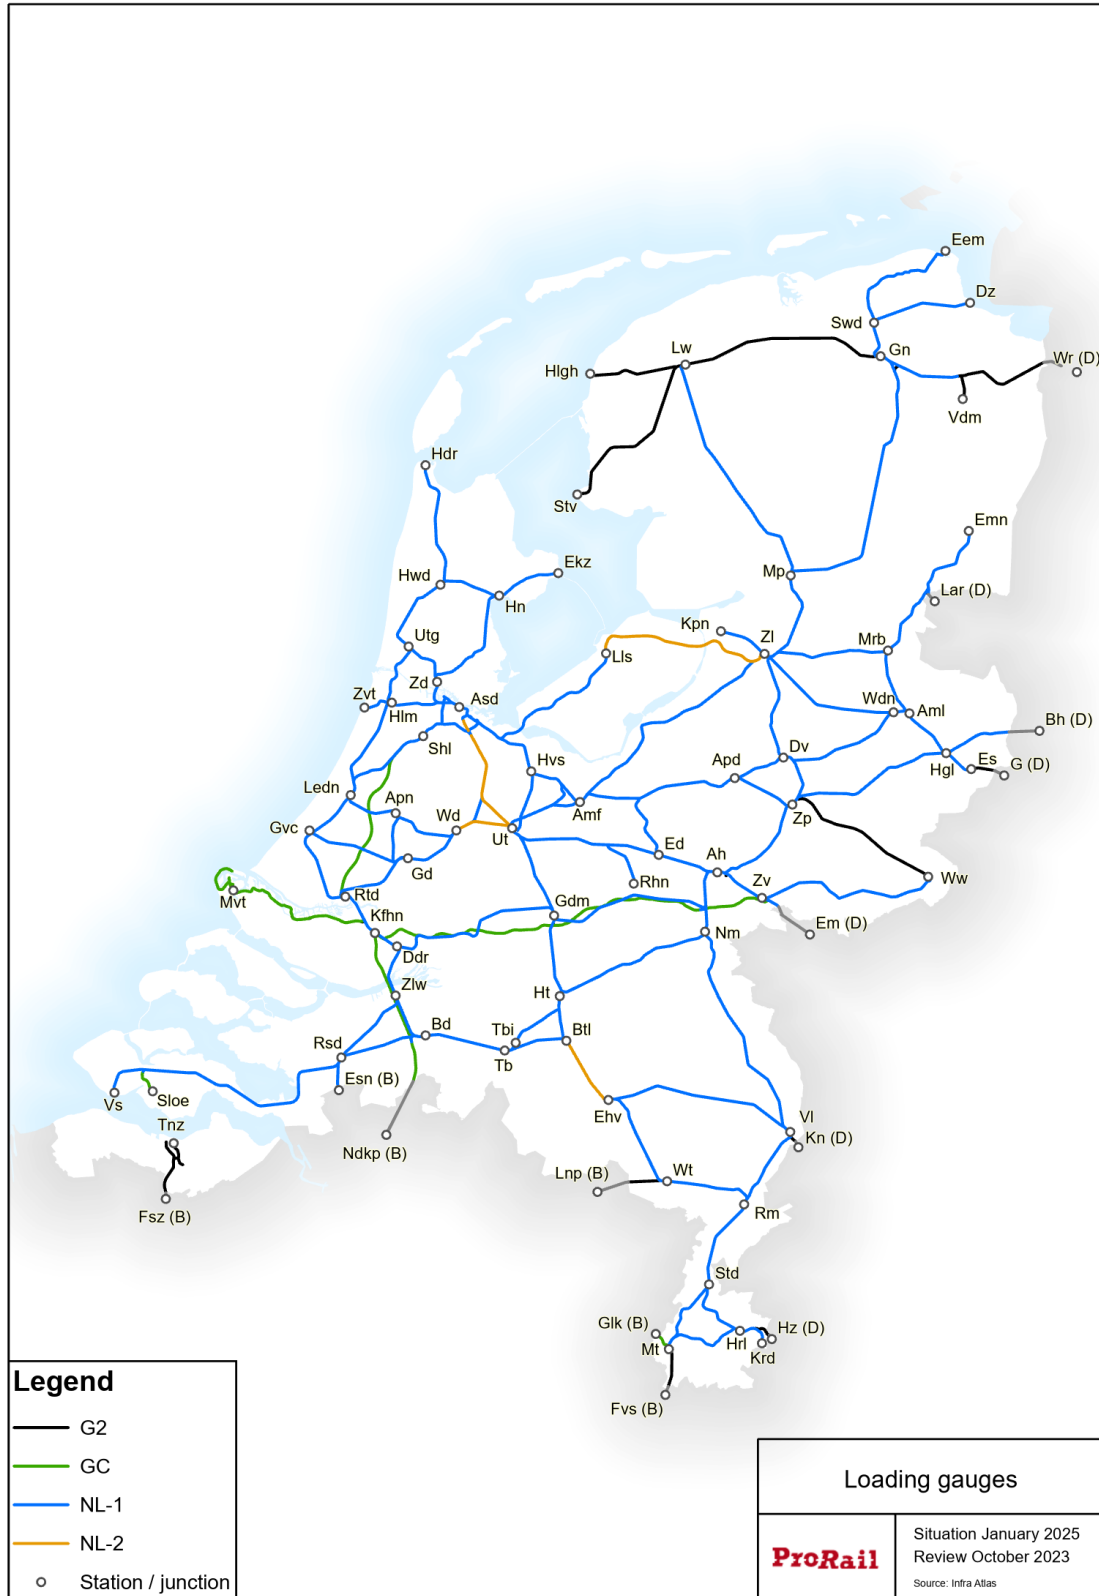 Eem
Dz
Swd
Gn
Lw
Wr (D)
Hlgh
Vdm
Hdr
Stv
Emn
Ekz
Mp
Hwd
Hn
Lar (D)
Kpn
Zl
Mrb
Utg
Lls
Zd
Zvt
Asd
Wdn
Aml
Hlm
Bh (D)
Shl
Hvs
Dv
Apd
Hgl
Es
G (D)
Ledn
Apn
Wd
Amf
Zp
Gvc
Ut
Ed
Ah
Gd
Rhn
Zv
Ww
Mvt
Rtd
Kfhn
Gdm
Em (D)
Nm
Ddr
Zlw
Ht
Bd
Tbi
Btl
Rsd
Tb
Esn (B)
Vs
Sloe
Ehv
Tnz
Vl
Kn (D)
Ndkp (B)
Lnp (B)
Wt
Fsz (B)
Rm
Std
Glk (B)
Hz (D)
Mt
Hrl
Krd
Fvs (B)
Legend
G2
GC
NL-1
NL-2
Station / junction
Loading gauges
ProRail
Situation January 2025
Review October 2023
Source: Infra Atlas